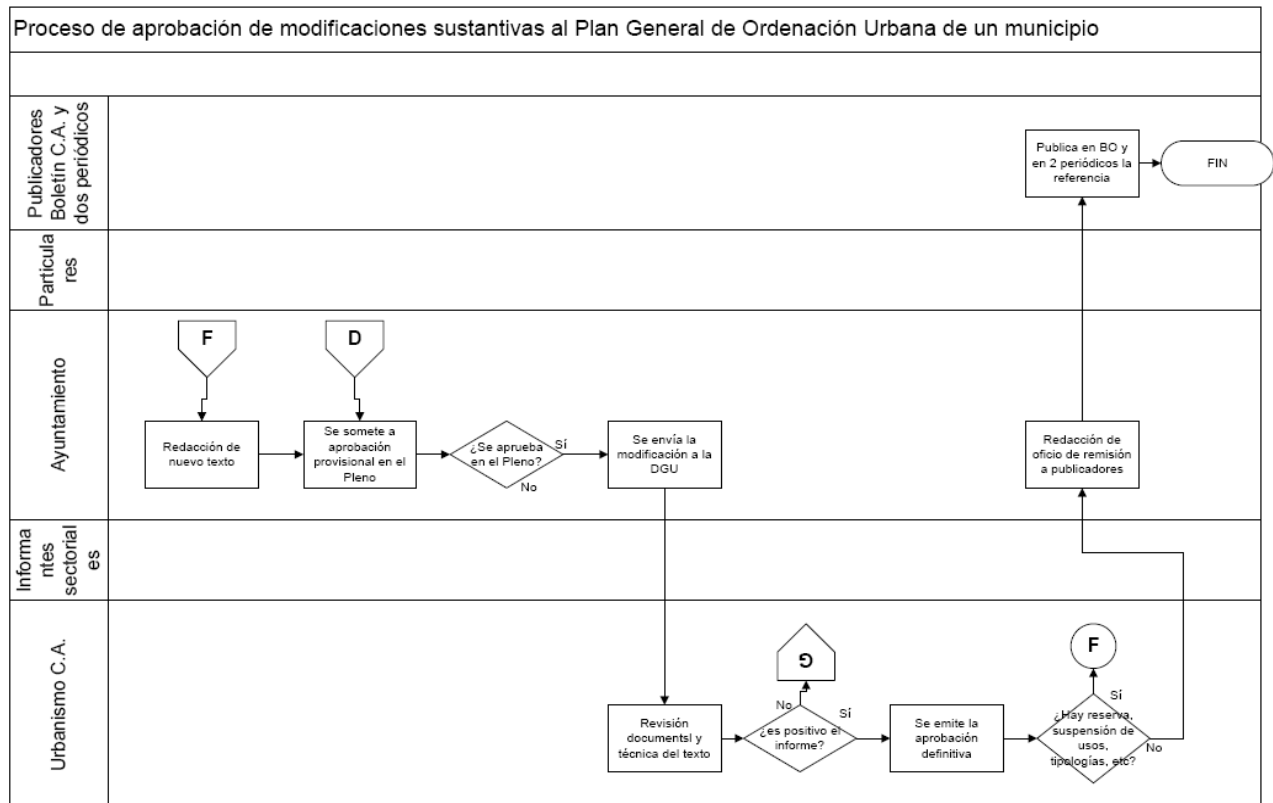 Proceso de aprobación de modificaciones sustantivas al Plan General de Ordenación Urbana de un municipio
Publicadores
Boletín C.A. y
dos periódicos
Publica en BO y
en 2 periódicos la
referencia
FIN
Particula
res
Ayuntamiento
F
D
Redacción de
nuevo texto
Se somete a
aprobación
provisional en el
Pleno
¿Se aprueba
en el Pleno?
Sí
No
Se envía la
modificación a la
DGU
Redacción de
oficio de remisión
a publicadores
Informa
ntes
sectorial
es
Urbanismo C.A.
G
F
Revisión
documentsl y
técnica del texto
No
Sí
¿es positivo el
informe?
Se emite la
aprobación
definitiva
Sí
¿Hay reserva,
suspensión de
usos,
tipologías, etc?
No